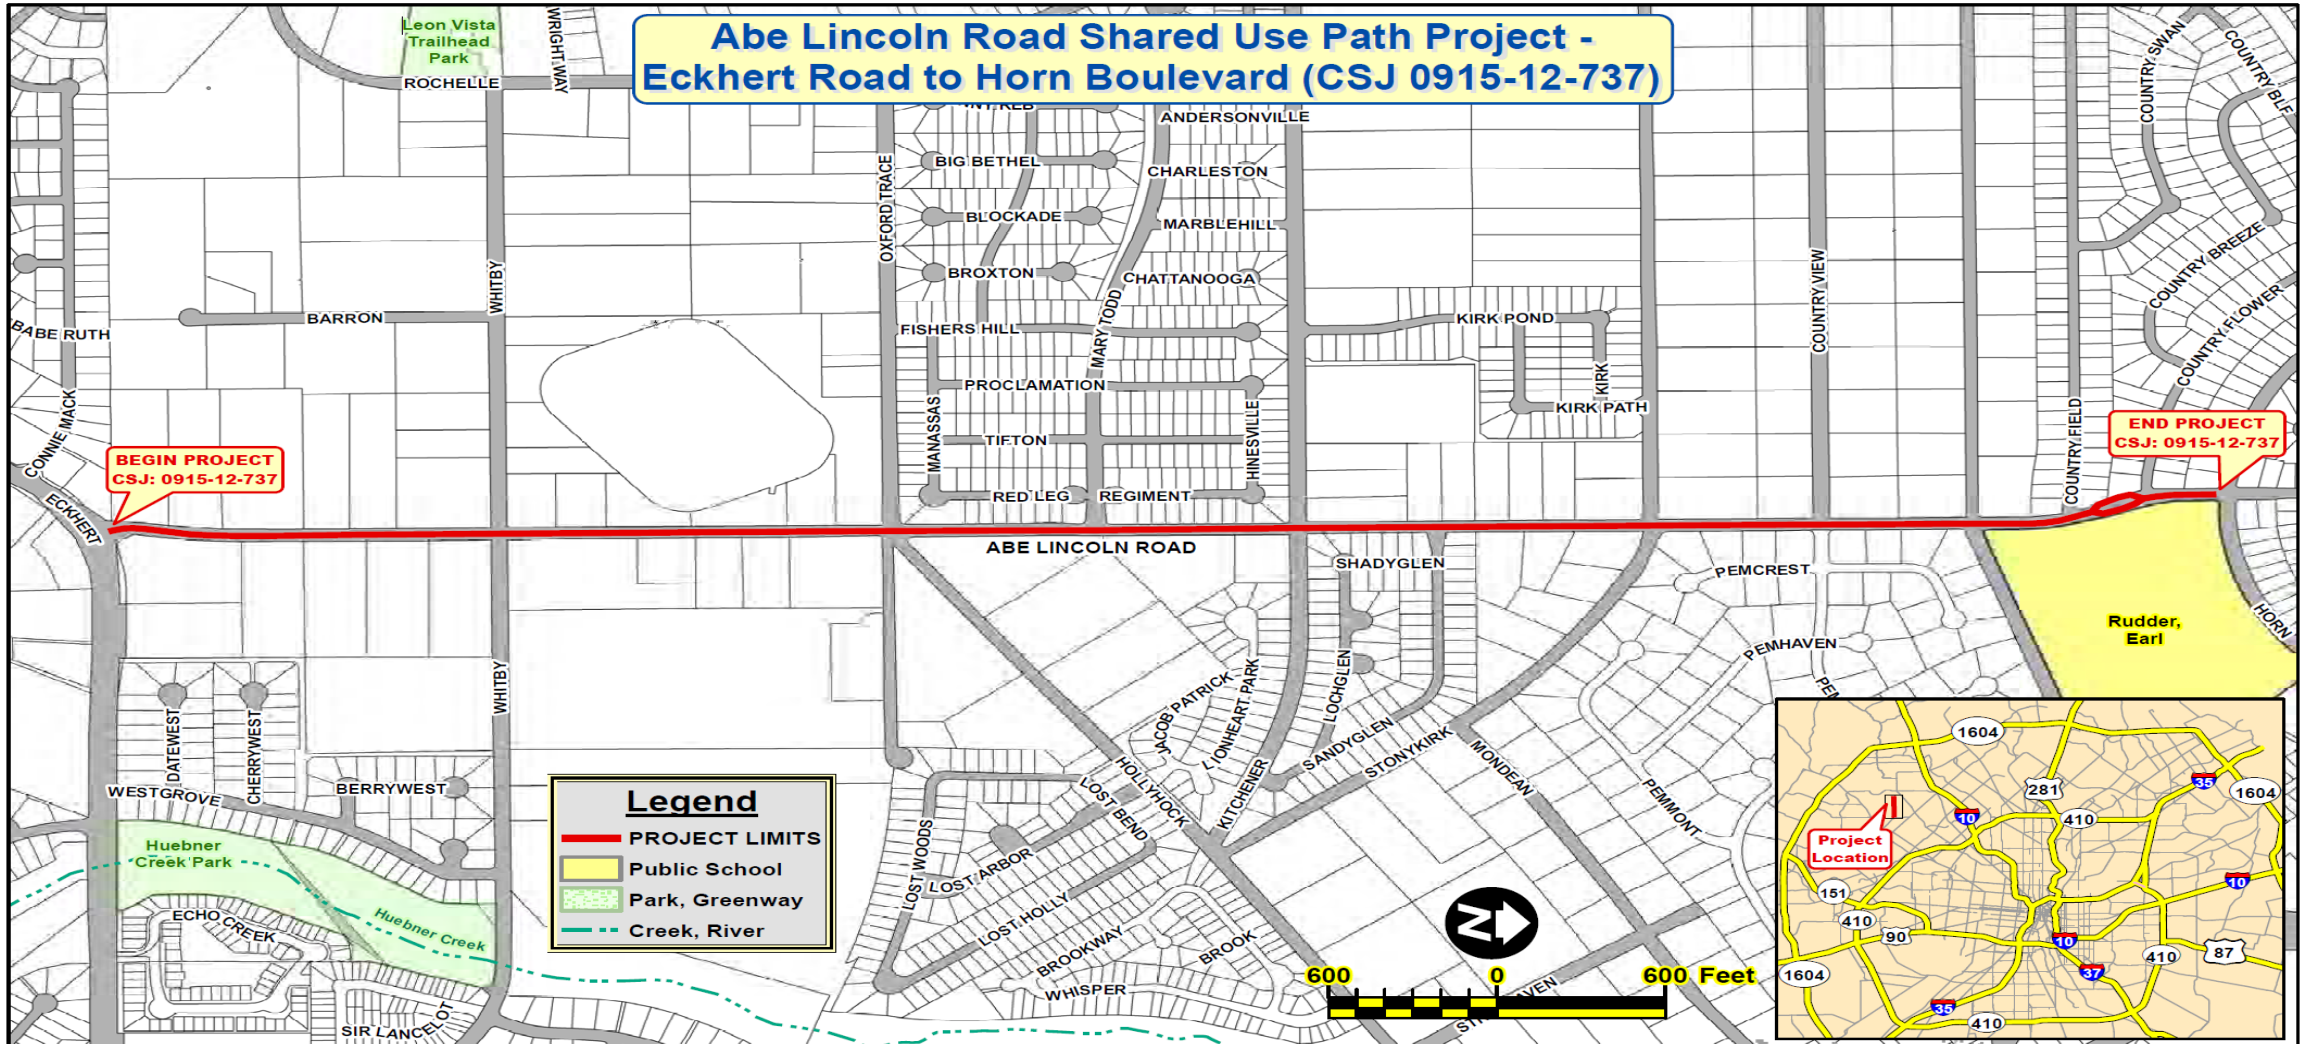 Abe Lincoln Road Shared Use Path Project -
Eckhert Road to Horn Boulevard (CSJ 0915-12-737)
Leon Vista
Trailhead
Park
ROCHELLE
WRIGHTWAY
COUNTRY SWAN
COUNTRY BLF
ANDERSONVILLE
BIG BETHEL
CHARLESTON
OXFORD TRACE
BLOCKADE
MARBLEHILL
COUNTRY BREEZE
WHITBY
BROXTON
CHATTANOOGA
COUNTRY VIEW
COUNTRY FLOWER
BARRON
BABE RUTH
FISHERS HILL
MARY TODD
KIRK POND
KIRK
PROCLAMATION
KIRK PATH
CONNIE MACK
MANASSAS
TIFTON
HINESVILLE
COUNTRY FIELD
END PROJECT
CSJ: 0915-12-737
BEGIN PROJECT
CSJ: 0915-12-737
RED LEG
REGIMENT
ECKHERT
ABE LINCOLN ROAD
SHADYGLEN
PEMCREST
Rudder,
Earl
HORN
PEMHAVEN
PEM
WHITBY
JACOB PATRICK
LIONHEART PARK
LOCHGLEN
SANDYGLEN
STONYKIRK
MONDEAN
DATEWEST
CHERRYWEST
WESTGROVE
BERRYWEST
HOLLYHOCK
LOST BEND
KITCHENER
PEMMONT
Huebner
Creek Park
LOST WOODS
LOST ARBOR
ECHO CREEK
Huebner Creek
LOST HOLLY
BROOKWAY
BROOK
WHISPER
SIR LANCELOT
Legend
PROJECT LIMITS
Public School
Park, Greenway
Creek, River
N
600
0
600 Feet
1604
281
35
1604
10
410
Project
Location
151
10
410
90
10
410
87
1604
37
35
410